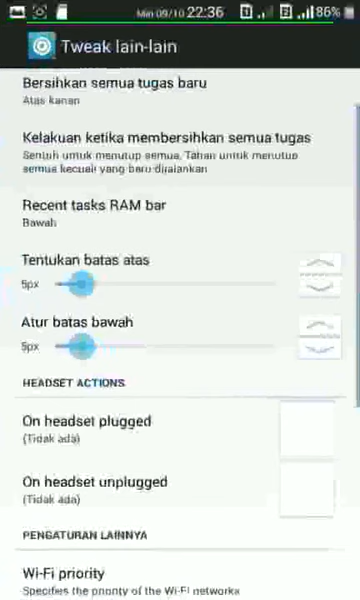 Min 09/10 22:36 1 2 86%
Tweak lain-lain
Bersihkan semua tugas baru
Atas kanan
Kelakuan ketika membersihkan semua tugas
Sentuh untuk menutup semua. Tahan untuk menutup
semua kecuali yang baru dijalankan
Recent tasks RAM bar
Bawah
Tentukan batas atas
5px
Atur batas bawah
5px
HEADSET ACTIONS
On headset plugged
(Tidak ada)
On headset unplugged
(Tidak ada)
PENGATURAN LAINNYA
Wi-Fi priority
Specifies the priority of the Wi-Fi networks